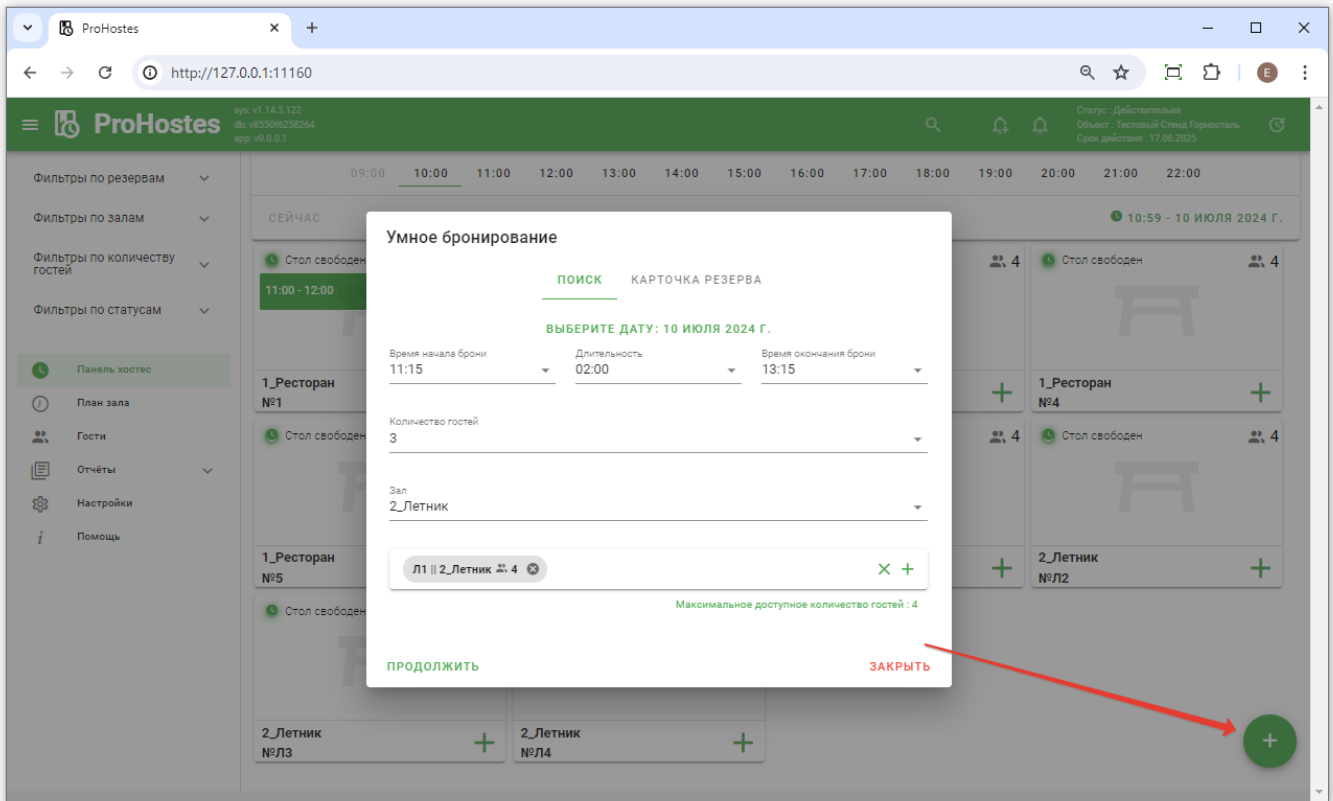 ProHostes
http://127.0.0.1:11160
E
ProHostes
sys: v1.14.3.122
db: v8550f6258264
app: v0.0.0.1
Статус : Действительна
Объект : Тестовый Стенд Горносталь
Срок действия : 17.06.2025
Фильтры по резервам
Фильтры по залам
Фильтры по количеству
гостей
Фильтры по статусам
Панель хостес
План зала
Гости
Отчёты
Настройки
i Помощь
09:00 10:00 11:00 12:00 13:00 14:00 15:00 16:00 17:00 18:00 19:00 20:00 21:00 22:00
СЕЙЧАС
10:59 - 10 ИЮЛЯ 2024 Г.
Стол свободен
11:00 - 12:00
1_Ресторан
№1
4
Стол свободен 4
1_Ресторан
№4
Стол свободен
1_Ресторан
№5
4
Стол свободен 4
2_Летник
№Л2
Стол свободен
2_Летник
№Л3
2_Летник
№Л4
Умное бронирование
ПОИСК КАРТОЧКА РЕЗЕРВА
ВЫБЕРИТЕ ДАТУ: 10 ИЮЛЯ 2024 Г.
Время начала брони Длительность Время окончания брони
11:15 02:00 13:15
Количество гостей
3
Зал
2_Летник
Л1 || 2_Летник 4
Максимальное доступное количество гостей : 4
ПРОДОЛЖИТЬ ЗАКРЫТЬ